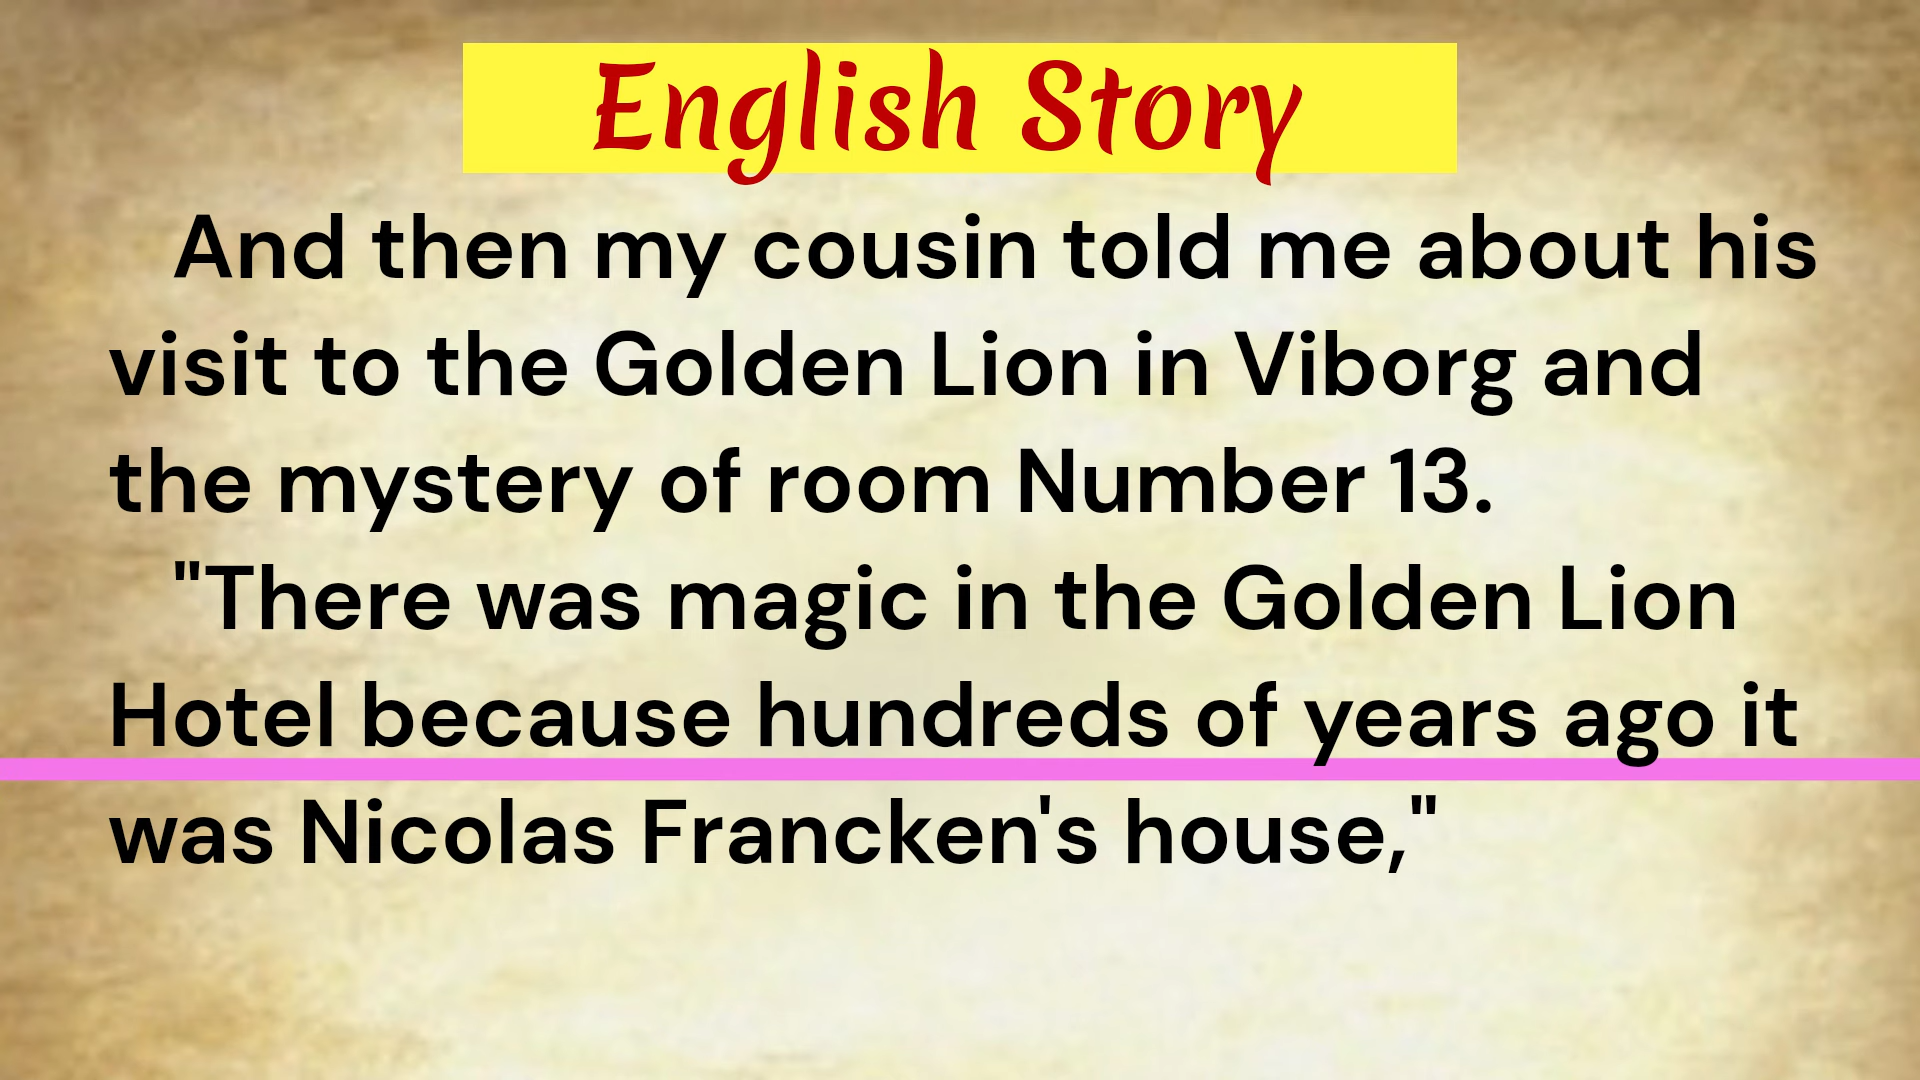 English Story
And then my cousin told me about his
visit to the Golden Lion in Viborg and
the mystery of room Number 13.
"There was magic in the Golden Lion
Hotel because hundreds of years ago it
was Nicolas Francken's house,"